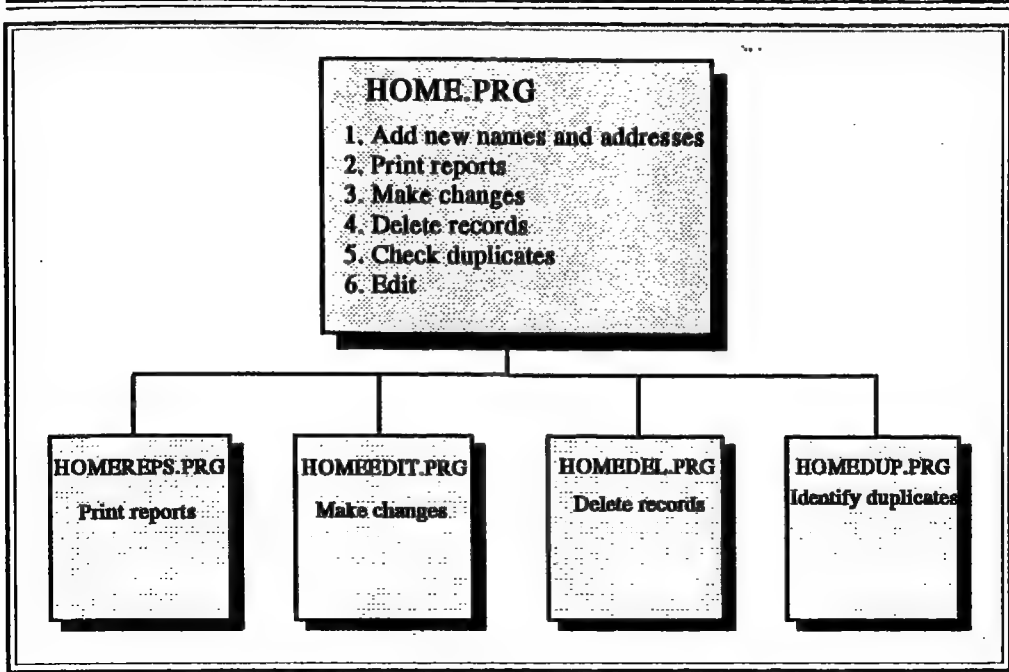 HOME.PRG
1. Add new names and addresses
2. Print reports
3. Make changes
4. Delete records
5. Check duplicates
6. Edit
HOMEREPS.PRG
Print reports
HOMEEDIT.PRG
Make changes
HOMEDEL.PRG
Delete records
HOMEDUP.PRG
Identify duplicates